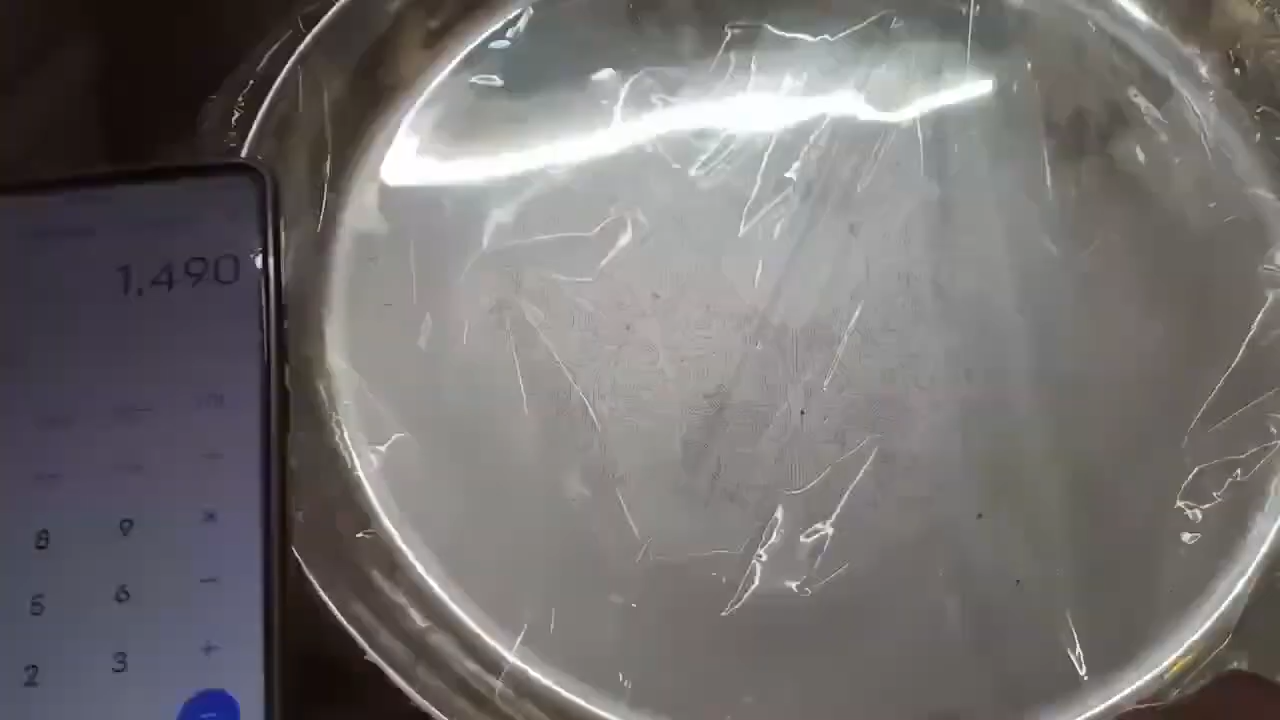 1.490
×
8 9 −
5 6 +
2 3 =